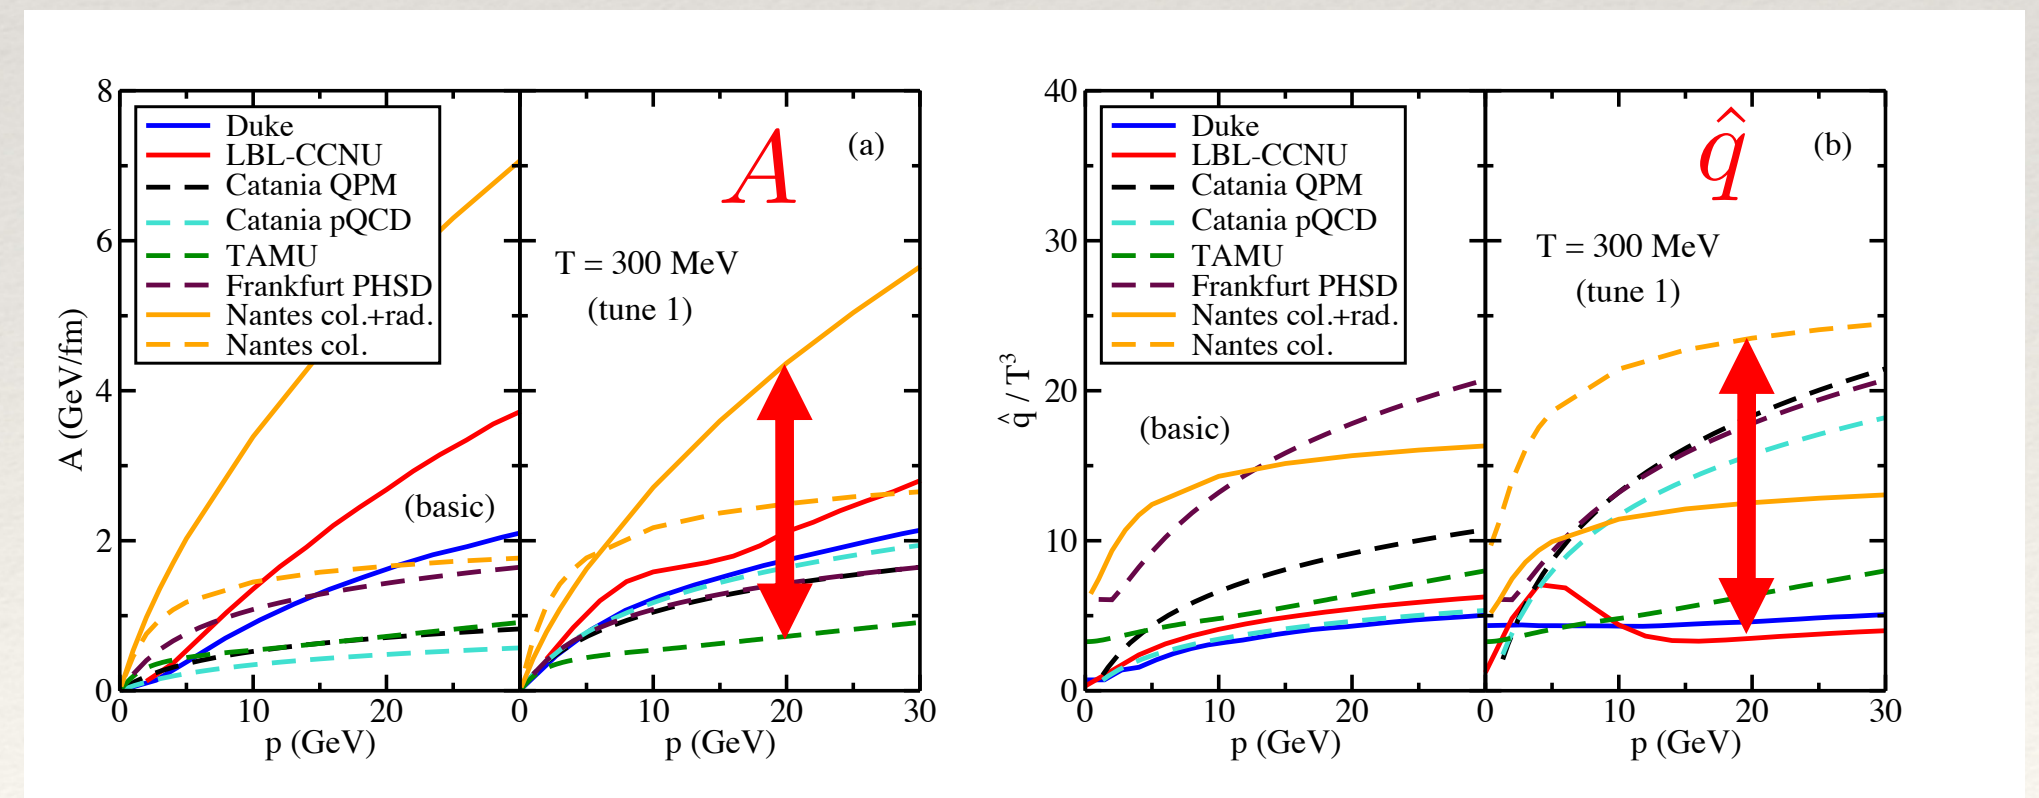 8
6
4
2
0
A (GeV/fm)
Duke
LBL-CCNU
Catania QPM
Catania pQCD
TAMU
Frankfurt PHSD
Nantes col.+rad.
Nantes col.
(basic)
0 10 20
p (GeV)
A
(a)
T = 300 MeV
(tune 1)
0 10 20 30
p (GeV)
40
30
20
10
0
q̂ / T³
Duke
LBL-CCNU
Catania QPM
Catania pQCD
TAMU
Frankfurt PHSD
Nantes col.+rad.
Nantes col.
(basic)
0 10 20
p (GeV)
q̂
(b)
T = 300 MeV
(tune 1)
0 10 20 30
p (GeV)